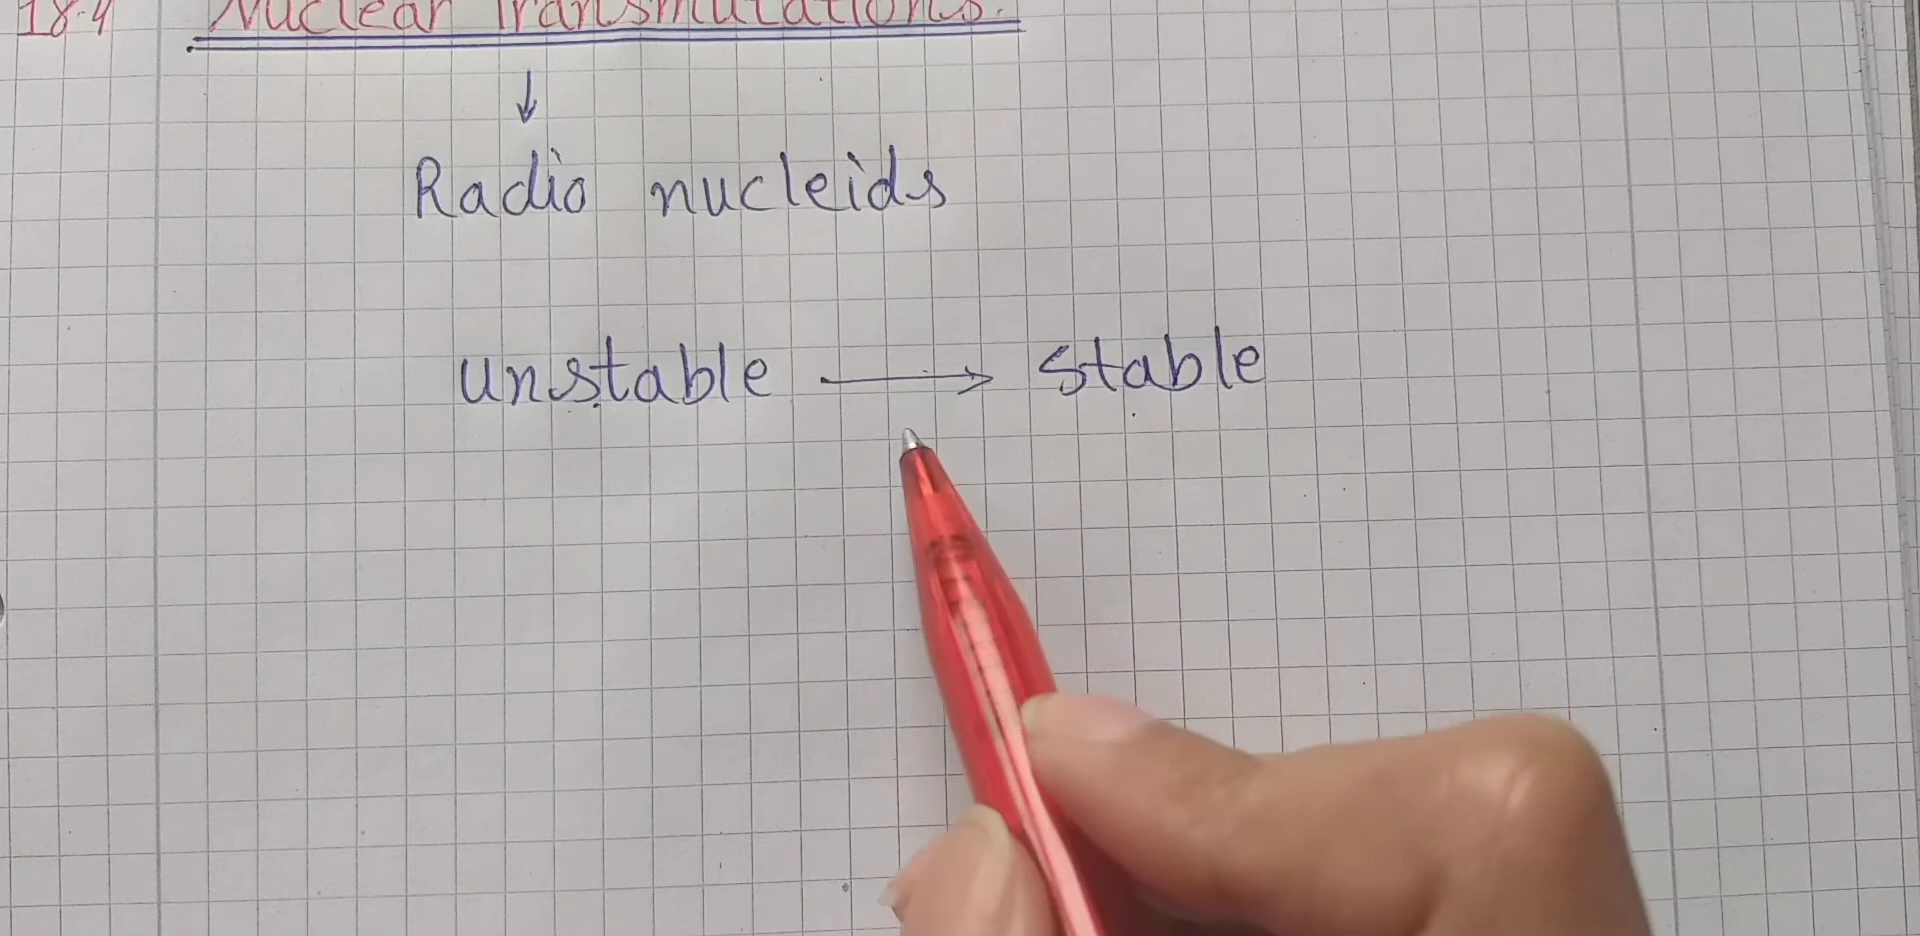 18.4 Nuclear Transmutations.
Radio nucleids
unstable → stable